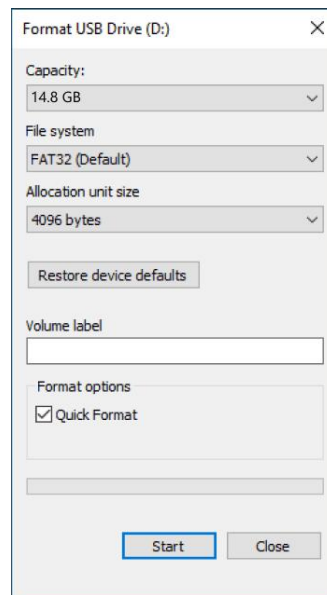 Format USB Drive (D:)
Capacity:
14.8 GB
File system
FAT32 (Default)
Allocation unit size
4096 bytes
Restore device defaults
Volume label
Format options
Quick Format
Start
Close